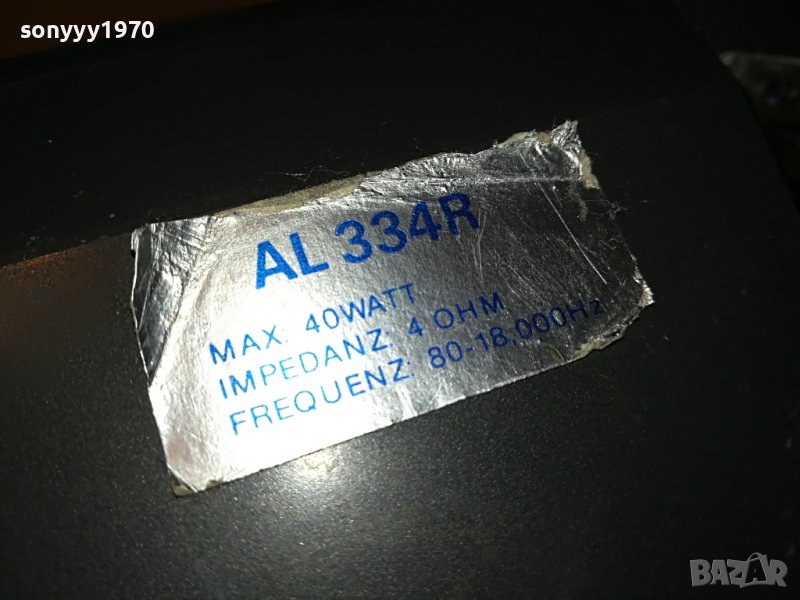 sonyyy1970
AL 334R
MAX: 40WATT
IMPEDANZ: 4 OHM
FREQUENZ: 80-18,000Hz
BAZAR